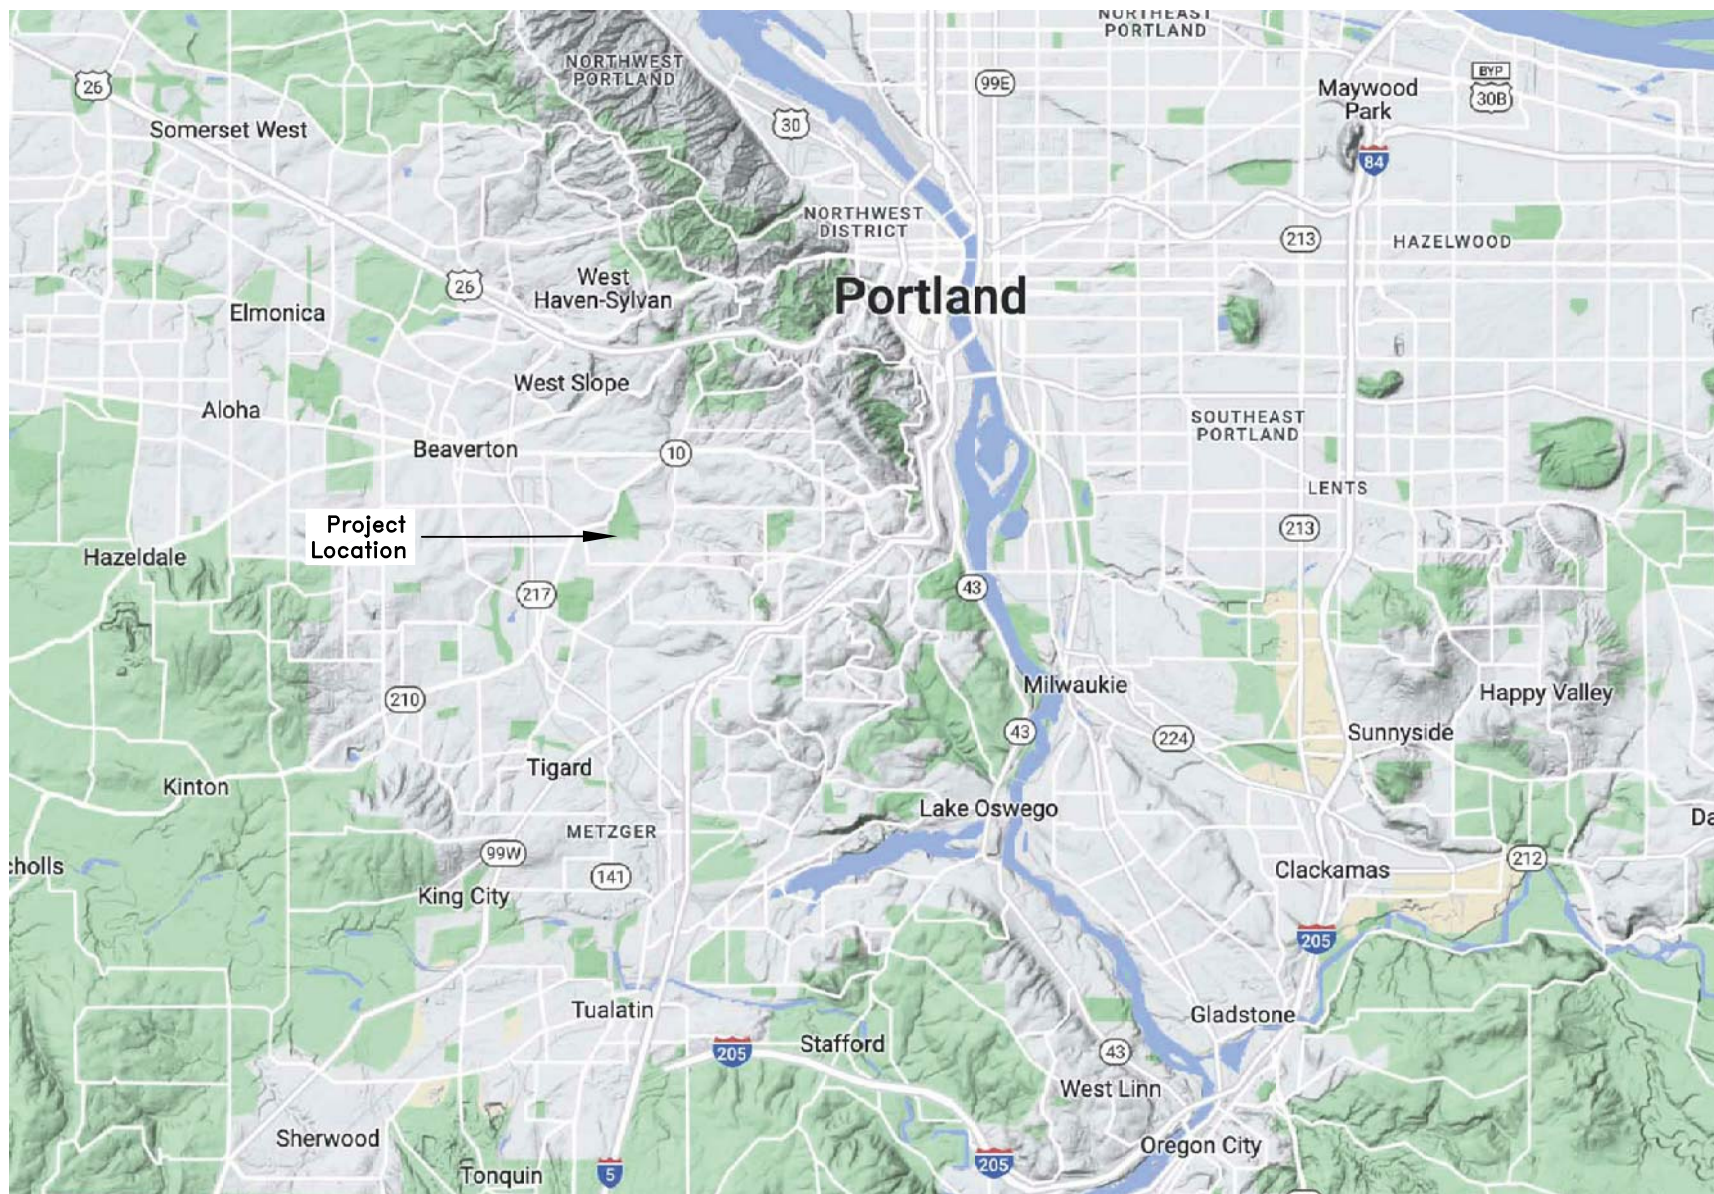 NORTHEAST
PORTLAND
NORTHWEST
PORTLAND
26
99E
Maywood
Park
BYP
30B
30
Somerset West
84
NORTHWEST
DISTRICT
213
HAZELWOOD
West
Haven-Sylvan
26
Portland
Elmonica
West Slope
Aloha
SOUTHEAST
PORTLAND
Beaverton
10
LENTS
Project
Location
213
Hazeldale
217
43
Milwaukie
210
Happy Valley
43
224
Sunnyside
Tigard
Kinton
Lake Oswego
METZGER
Da
99W
212
cholls
141
Clackamas
King City
205
Tualatin
Gladstone
205
Stafford
43
West Linn
Sherwood
Oregon City
Tonquin
5
205